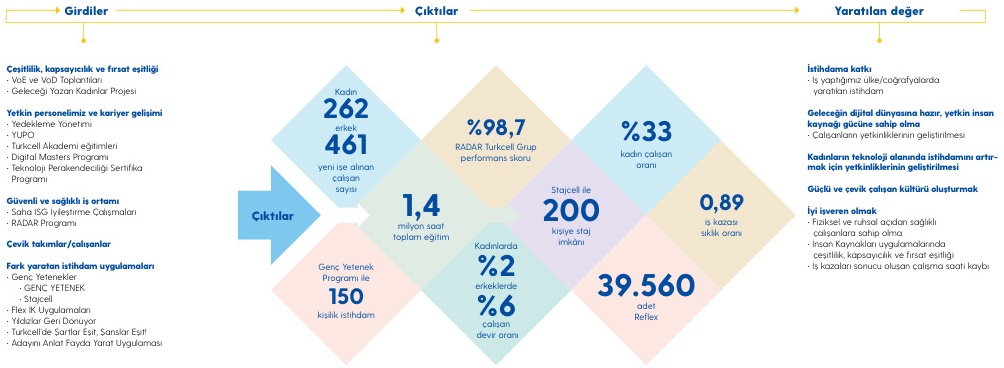 Girdiler
Çıktılar
Yaratılan değer
Çeşitlilik, kapsayıcılık ve fırsat eşitliği
· VoE ve VoD Toplantıları
· Geleceği Yazan Kadınlar Projesi
Yetkin personelimiz ve kariyer gelişimi
· Yedekleme Yönetimi
· YUPO
· Turkcell Akademi eğitimleri
· Digital Masters Programı
· Teknoloji Perakendeciliği Sertifika
Programı
Güvenli ve sağlıklı iş ortamı
· Saha ISG İyileştirme Çalışmaları
· RADAR Programı
Çevik takımlar/çalışanlar
Fark yaratan istihdam uygulamaları
· Genç Yetenekler
· GENÇ YETENEK
· Stajcell
· Flex IK Uygulamaları
· Yıldızlar Geri Dönüyor
· Turkcell'de Şartlar Eşit, Şanslar Eşit!
· Adayını Anlat Fayda Yarat Uygulaması
Çıktılar
Kadın
262
erkek
461
yeni işe alınan
çalışan
sayısı
%98,7
RADAR Turkcell Grup
performans skoru
%33
kadın çalışan
oranı
1,4
milyon saat
toplam eğitim
Stajcell ile
200
kişiye staj
imkânı
0,89
iş kazası
sıklık oranı
Genç Yetenek
Programı ile
150
kişilik istihdam
Kadınlarda
%2
erkeklerde
%6
çalışan
devir oranı
39.560
adet
Reflex
İstihdama katkı
· İş yaptığımız ülke/coğrafyalarda
yaratılan istihdam
Geleceğin dijital dünyasına hazır, yetkin insan
kaynağı gücüne sahip olma
· Çalışanların yetkinliklerinin geliştirilmesi
Kadınların teknoloji alanında istihdamını artır-
mak için yetkinliklerinin geliştirilmesi
Güçlü ve çevik çalışan kültürü oluşturmak
İyi işveren olmak
· Fiziksel ve ruhsal açıdan sağlıklı
çalışanlara sahip olma
· İnsan Kaynakları uygulamalarında
çeşitlilik, kapsayıcılık ve fırsat eşitliği
· İş kazaları sonucu oluşan çalışma saati kaybı